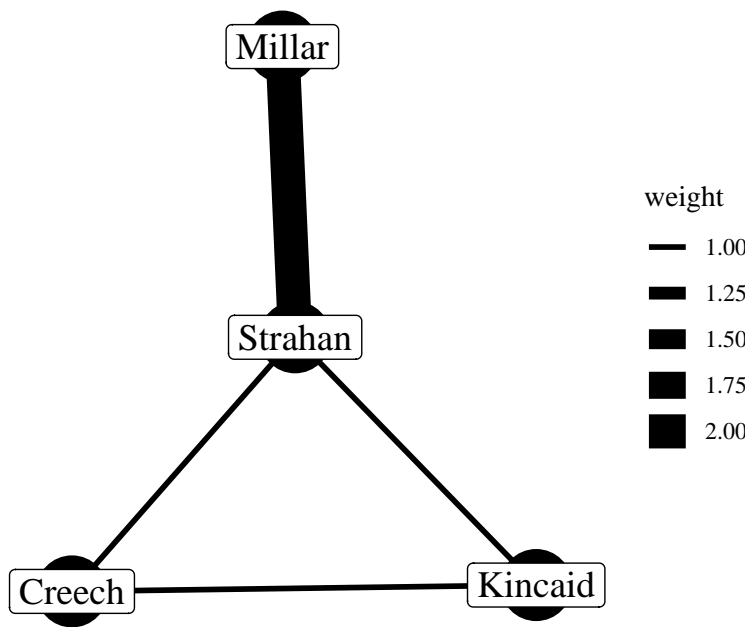 Millar
Strahan
Creech
Kincaid
weight
1.00
1.25
1.50
1.75
2.00